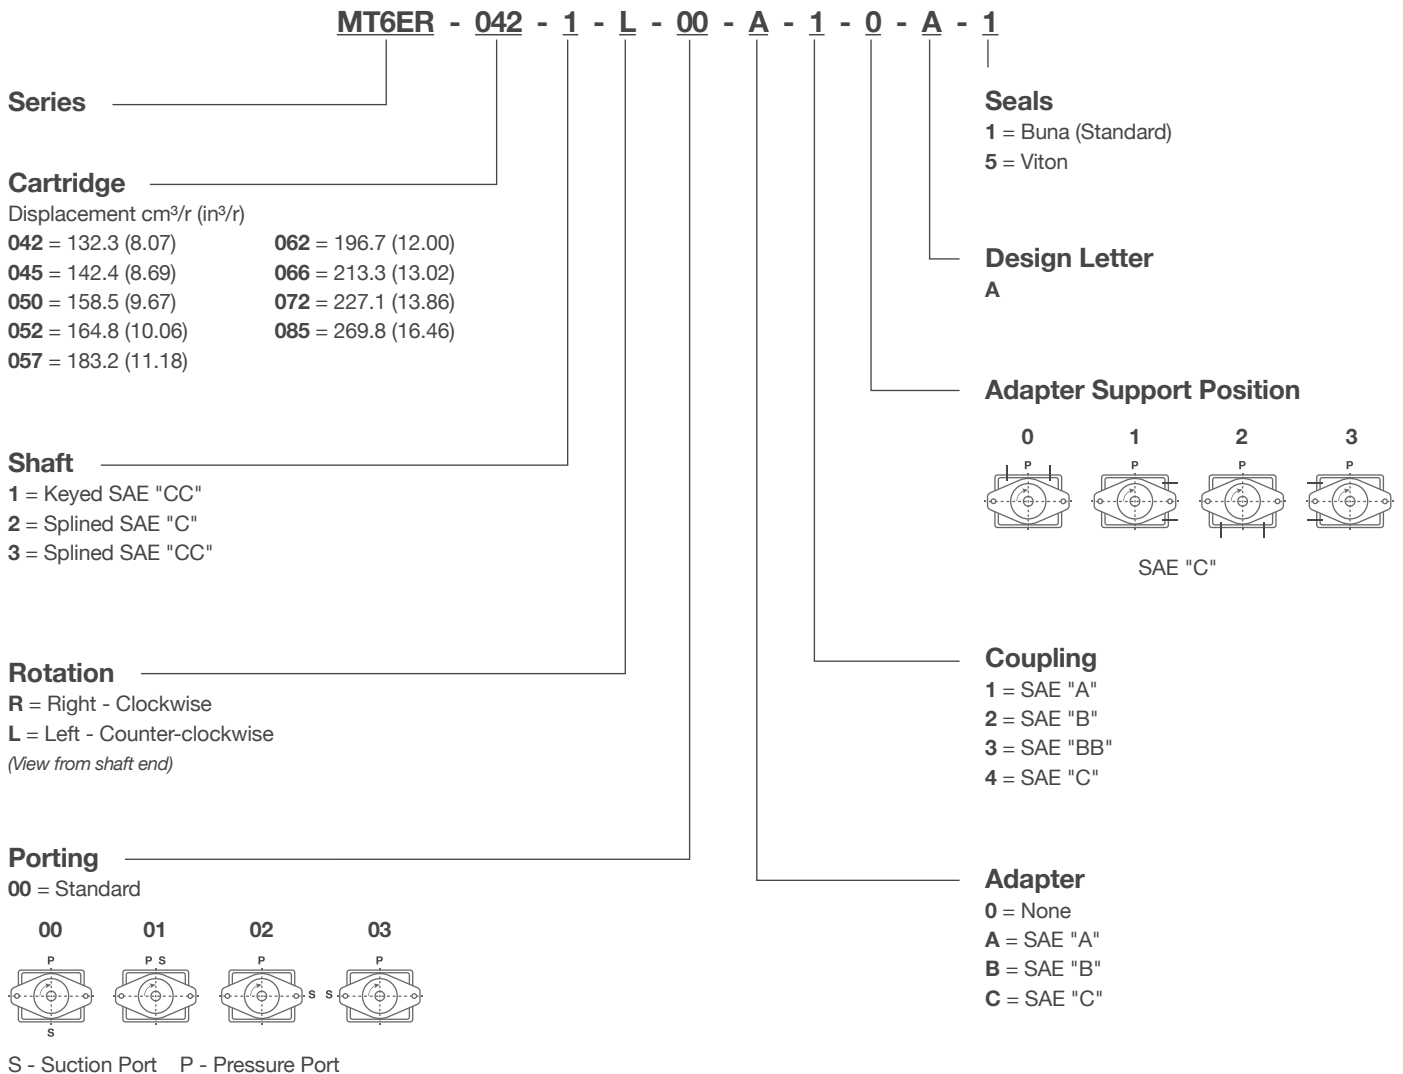 MT6ER - 042 - 1 - L - 00 - A - 1 - 0 - A - 1
Series
Cartridge
Displacement cm³/r (in³/r)
042 = 132.3 (8.07) 062 = 196.7 (12.00)
045 = 142.4 (8.69) 066 = 213.3 (13.02)
050 = 158.5 (9.67) 072 = 227.1 (13.86)
052 = 164.8 (10.06) 085 = 269.8 (16.46)
057 = 183.2 (11.18)
Shaft
1 = Keyed SAE "CC"
2 = Splined SAE "C"
3 = Splined SAE "CC"
Rotation
R = Right - Clockwise
L = Left - Counter-clockwise
(View from shaft end)
Porting
00 = Standard
00 01 02 03
P P S P P
S S
S
S - Suction Port P - Pressure Port
Seals
1 = Buna (Standard)
5 = Viton
Design Letter
A
Adapter Support Position
0 1 2 3
P P P P
SAE "C"
Coupling
1 = SAE "A"
2 = SAE "B"
3 = SAE "BB"
4 = SAE "C"
Adapter
0 = None
A = SAE "A"
B = SAE "B"
C = SAE "C"